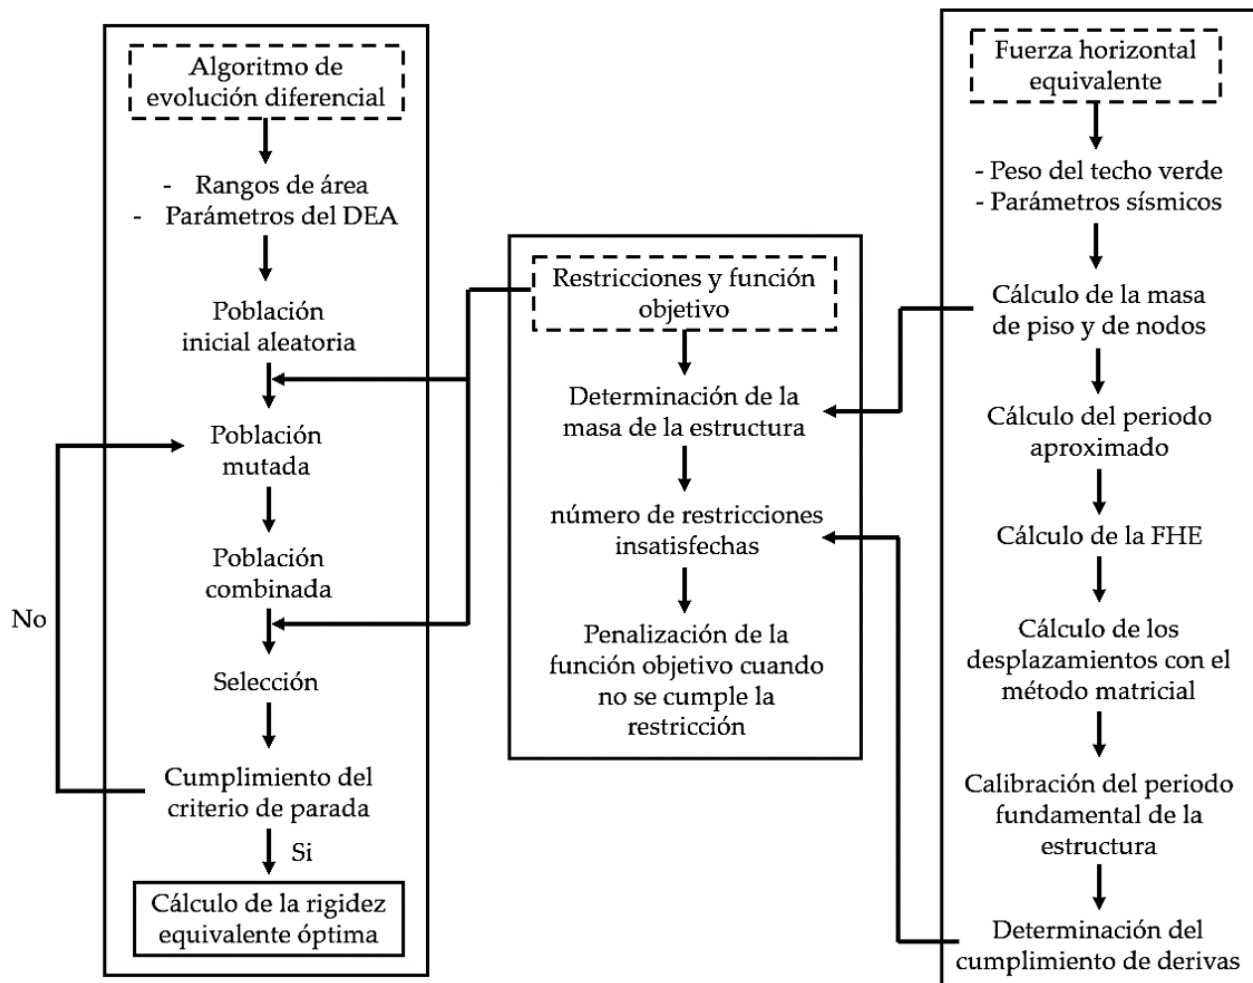 Algoritmo de
evolución diferencial
- Rangos de área
- Parámetros del DEA
Población
inicial aleatoria
Población
mutada
Población
combinada
No
Selección
Cumplimiento del
criterio de parada
Si
Cálculo de la rigidez
equivalente óptima
Restricciones y función
objetivo
Determinación de la
masa de la estructura
número de restricciones
insatisfechas
Penalización de la
función objetivo cuando
no se cumple la
restricción
Fuerza horizontal
equivalente
- Peso del techo verde
- Parámetros sísmicos
Cálculo de la masa
de piso y de nodos
Cálculo del periodo
aproximado
Cálculo de la FHE
Cálculo de los
desplazamientos con el
método matricial
Calibración del periodo
fundamental de la
estructura
Determinación del
cumplimiento de derivas